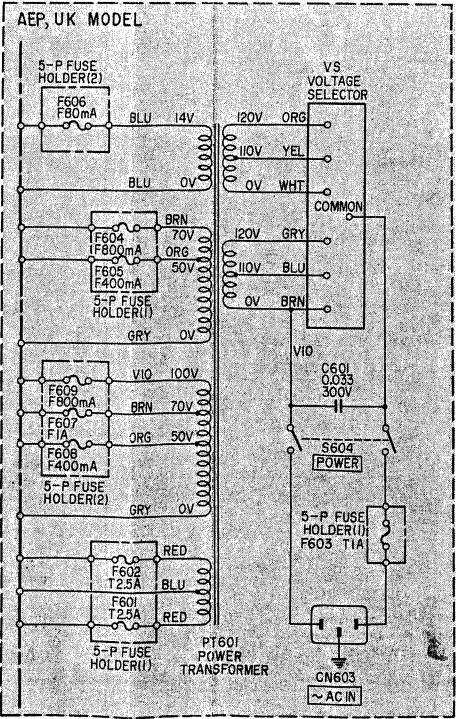 AEP, UK MODEL
5-P FUSE
HOLDER(2)
F606
F80mA
BLU 14V
BLU 0V
120V ORG
110V YEL
0V WHT
VS
VOLTAGE
SELECTOR
COMMON
BRN
70V
F604
F800mA
ORG
50V
F605
F400mA
5-P FUSE
HOLDER(1)
GRY 0V
120V GRY
110V BLU
0V BRN
VIO
C601
0.033
300V
VIO 100V
F609
F800mA
BRN 70V
F607
F1A
ORG 50V
F608
F400mA
5-P FUSE
HOLDER(2)
GRY 0V
S604
POWER
5-P FUSE
HOLDER(1)
F603 T1A
RED
F602
T2.5A
BLU
F601
T2.5A
RED
5-P FUSE
HOLDER(1)
PT601
POWER
TRANSFORMER
CN603
~ AC IN